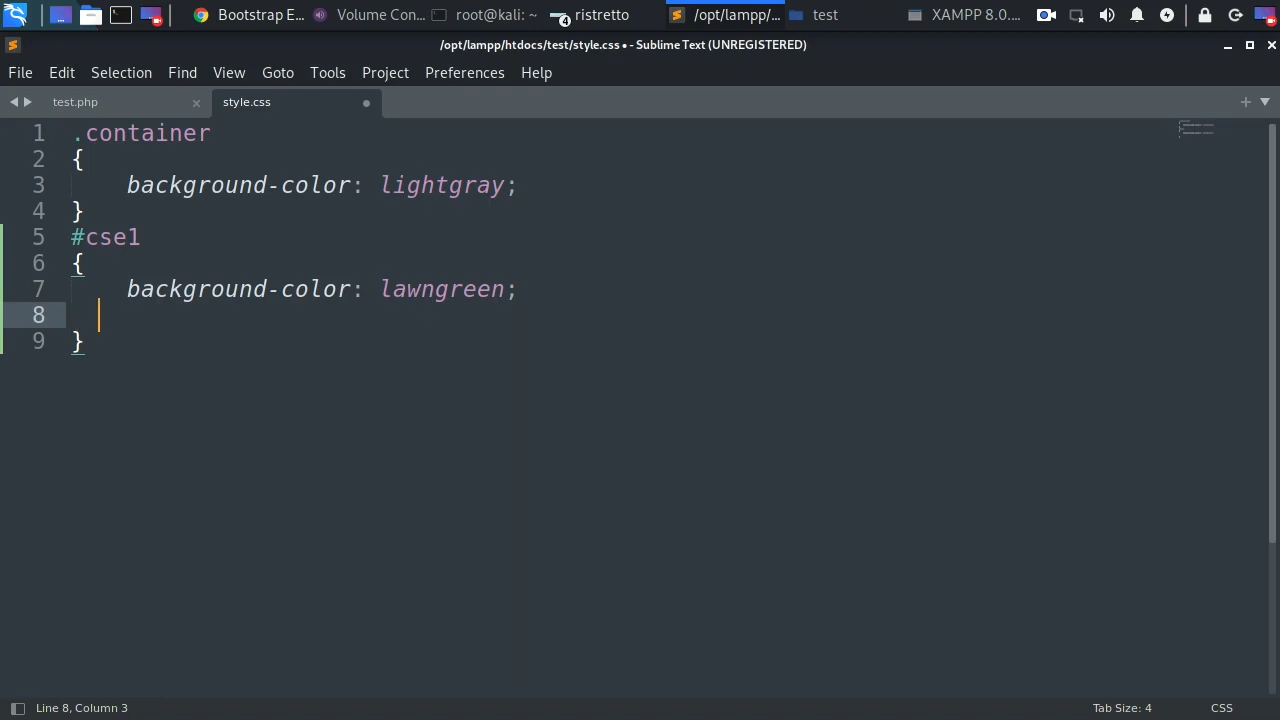 Bootstrap E... Volume Con... root@kali: ~ 4 ristretto /opt/lampp/... test XAMPP 8.0....
/opt/lampp/htdocs/test/style.css • - Sublime Text (UNREGISTERED)
File Edit Selection Find View Goto Tools Project Preferences Help
test.php style.css
1 .container
2 {
3 background-color: lightgray;
4 }
5 #cse1
6 {
7 background-color: lawngreen;
8
9 }
Line 8, Column 3 Tab Size: 4 CSS